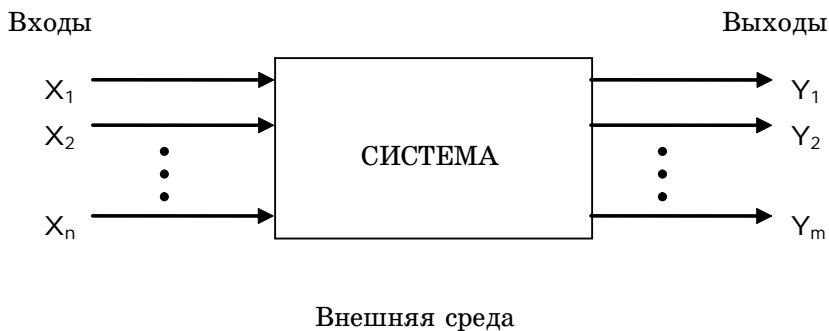 Входы Выходы
X₁ Y₁
X₂ Y₂
СИСТЕМА
Xₙ Yₘ
Внешняя среда